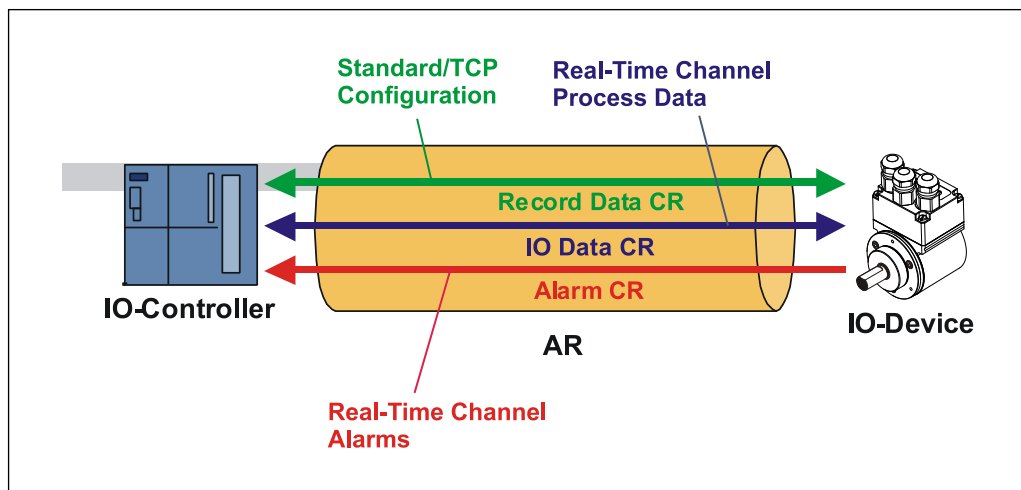 Standard/TCP
Configuration
Real-Time Channel
Process Data
Record Data CR
IO Data CR
Alarm CR
IO-Controller
IO-Device
AR
Real-Time Channel
Alarms